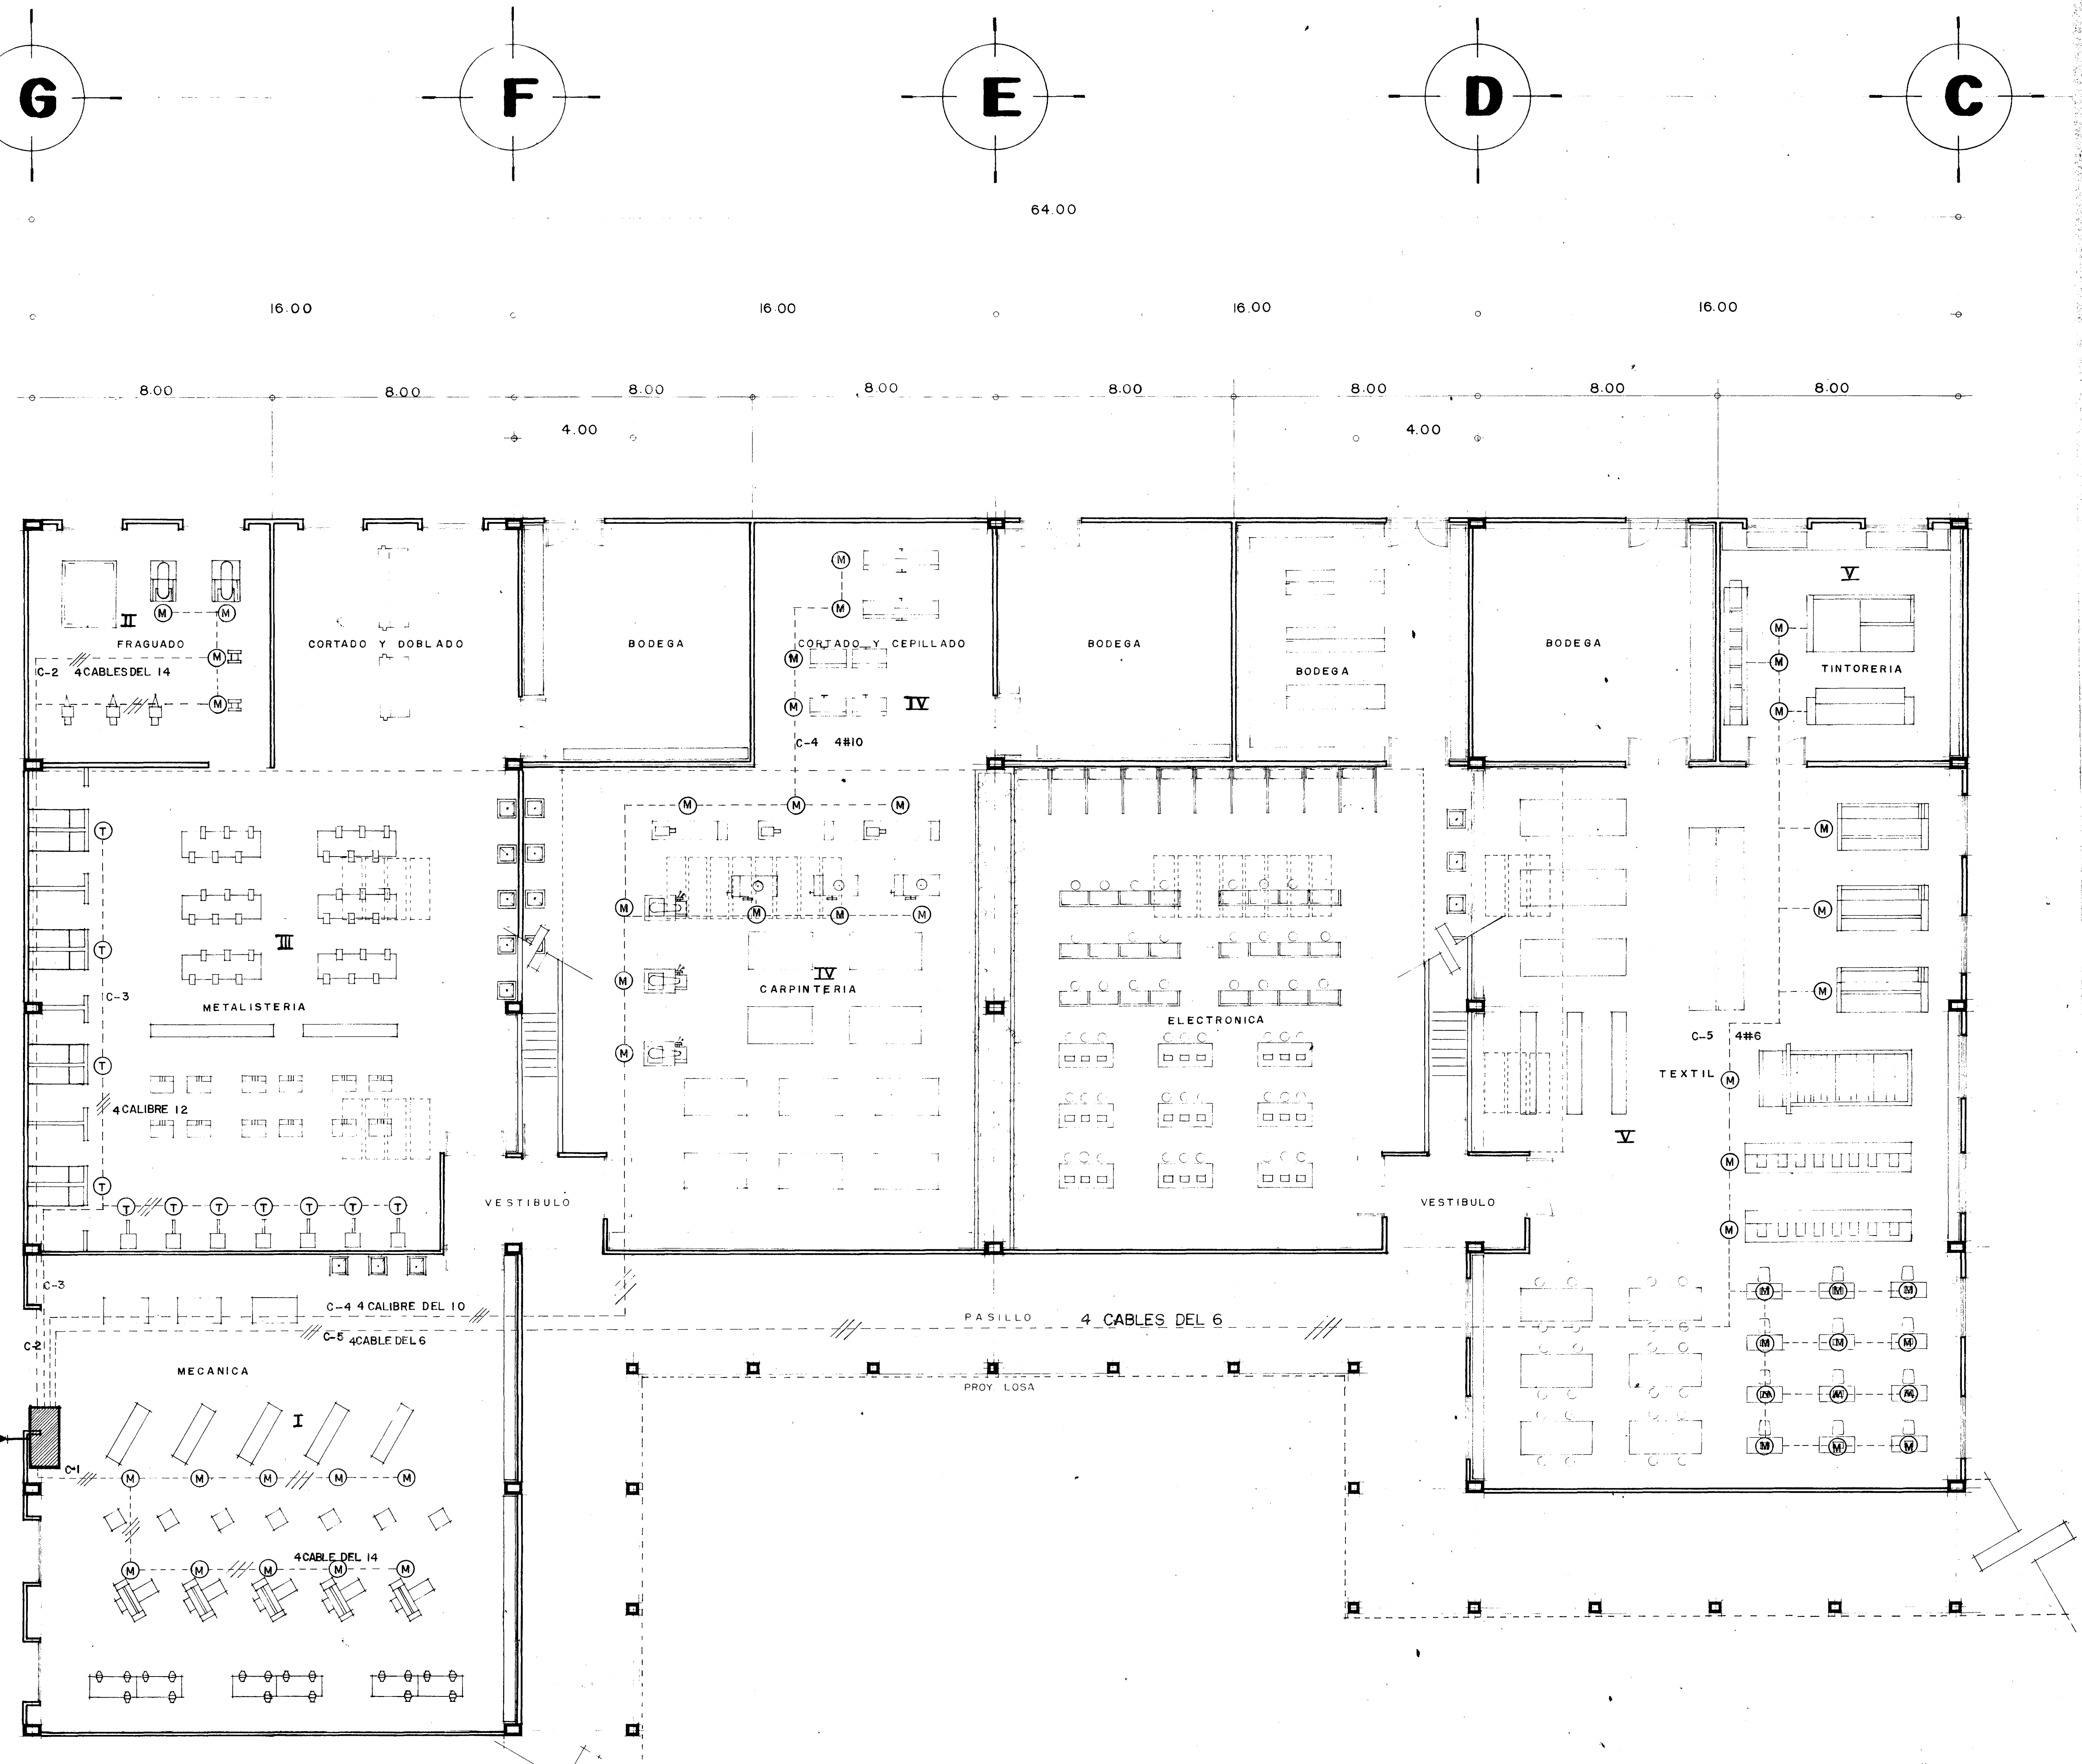 G F E D C
64.00
16.00 16.00 16.00 16.00
8.00 8.00 8.00 8.00 8.00 8.00 8.00 8.00
4.00 4.00
II
FRAGUADO
M M
M
M
C-2 4 CABLES DEL 14
CORTADO Y DOBLADO
BODEGA
M
M
CORTADO Y CEPILLADO
M
M
IV
C-4 4#10
BODEGA
BODEGA
BODEGA
V
M
M
TINTORERIA
M
T
T
III
C-3
METALISTERIA
T
4 CALIBRE 12
T
T T T T T T T
M M M
M M M M
M
IV
CARPINTERIA
M
ELECTRONICA
M
M
M
C-5 4#6
TEXTIL M
V
M
M
VESTIBULO
VESTIBULO
M M M
M M M
M M M
M M M
C-3
C-4 4 CALIBRE DEL 10
C-5 4 CABLE DEL 6
PASILLO 4 CABLES DEL 6
C-2
MECANICA
PROY LOSA
I
C-1
M M M M M
4 CABLE DEL 14
M M M M M